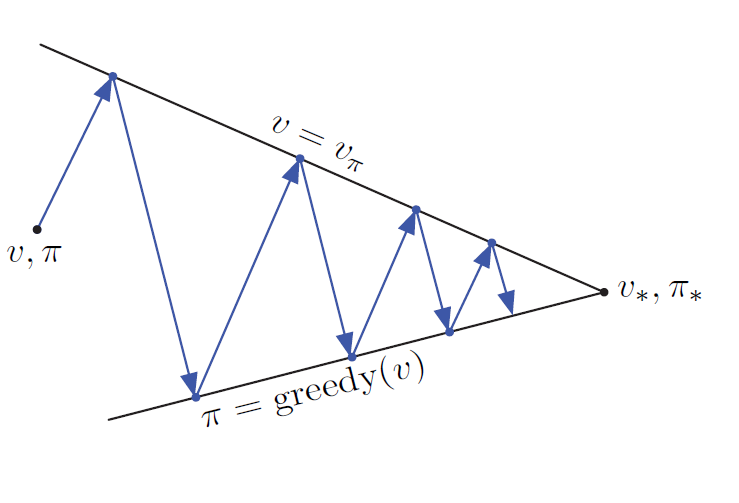 v = v_π
v, π
v_*, π_*
π = greedy(v)